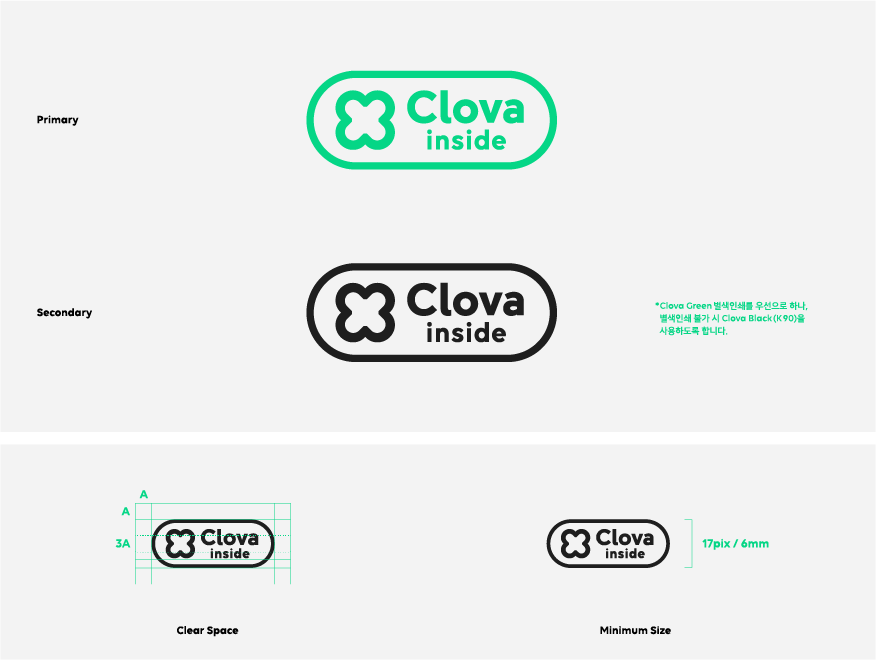 Primary
Clova
inside
Secondary
Clova
inside
*Clova Green 별색인쇄를 우선으로 하나,
별색인쇄 불가 시 Clova Black(K90)을
사용하도록 합니다.
A
A
3A
Clova
inside
Clear Space
Clova
inside
17pix / 6mm
Minimum Size